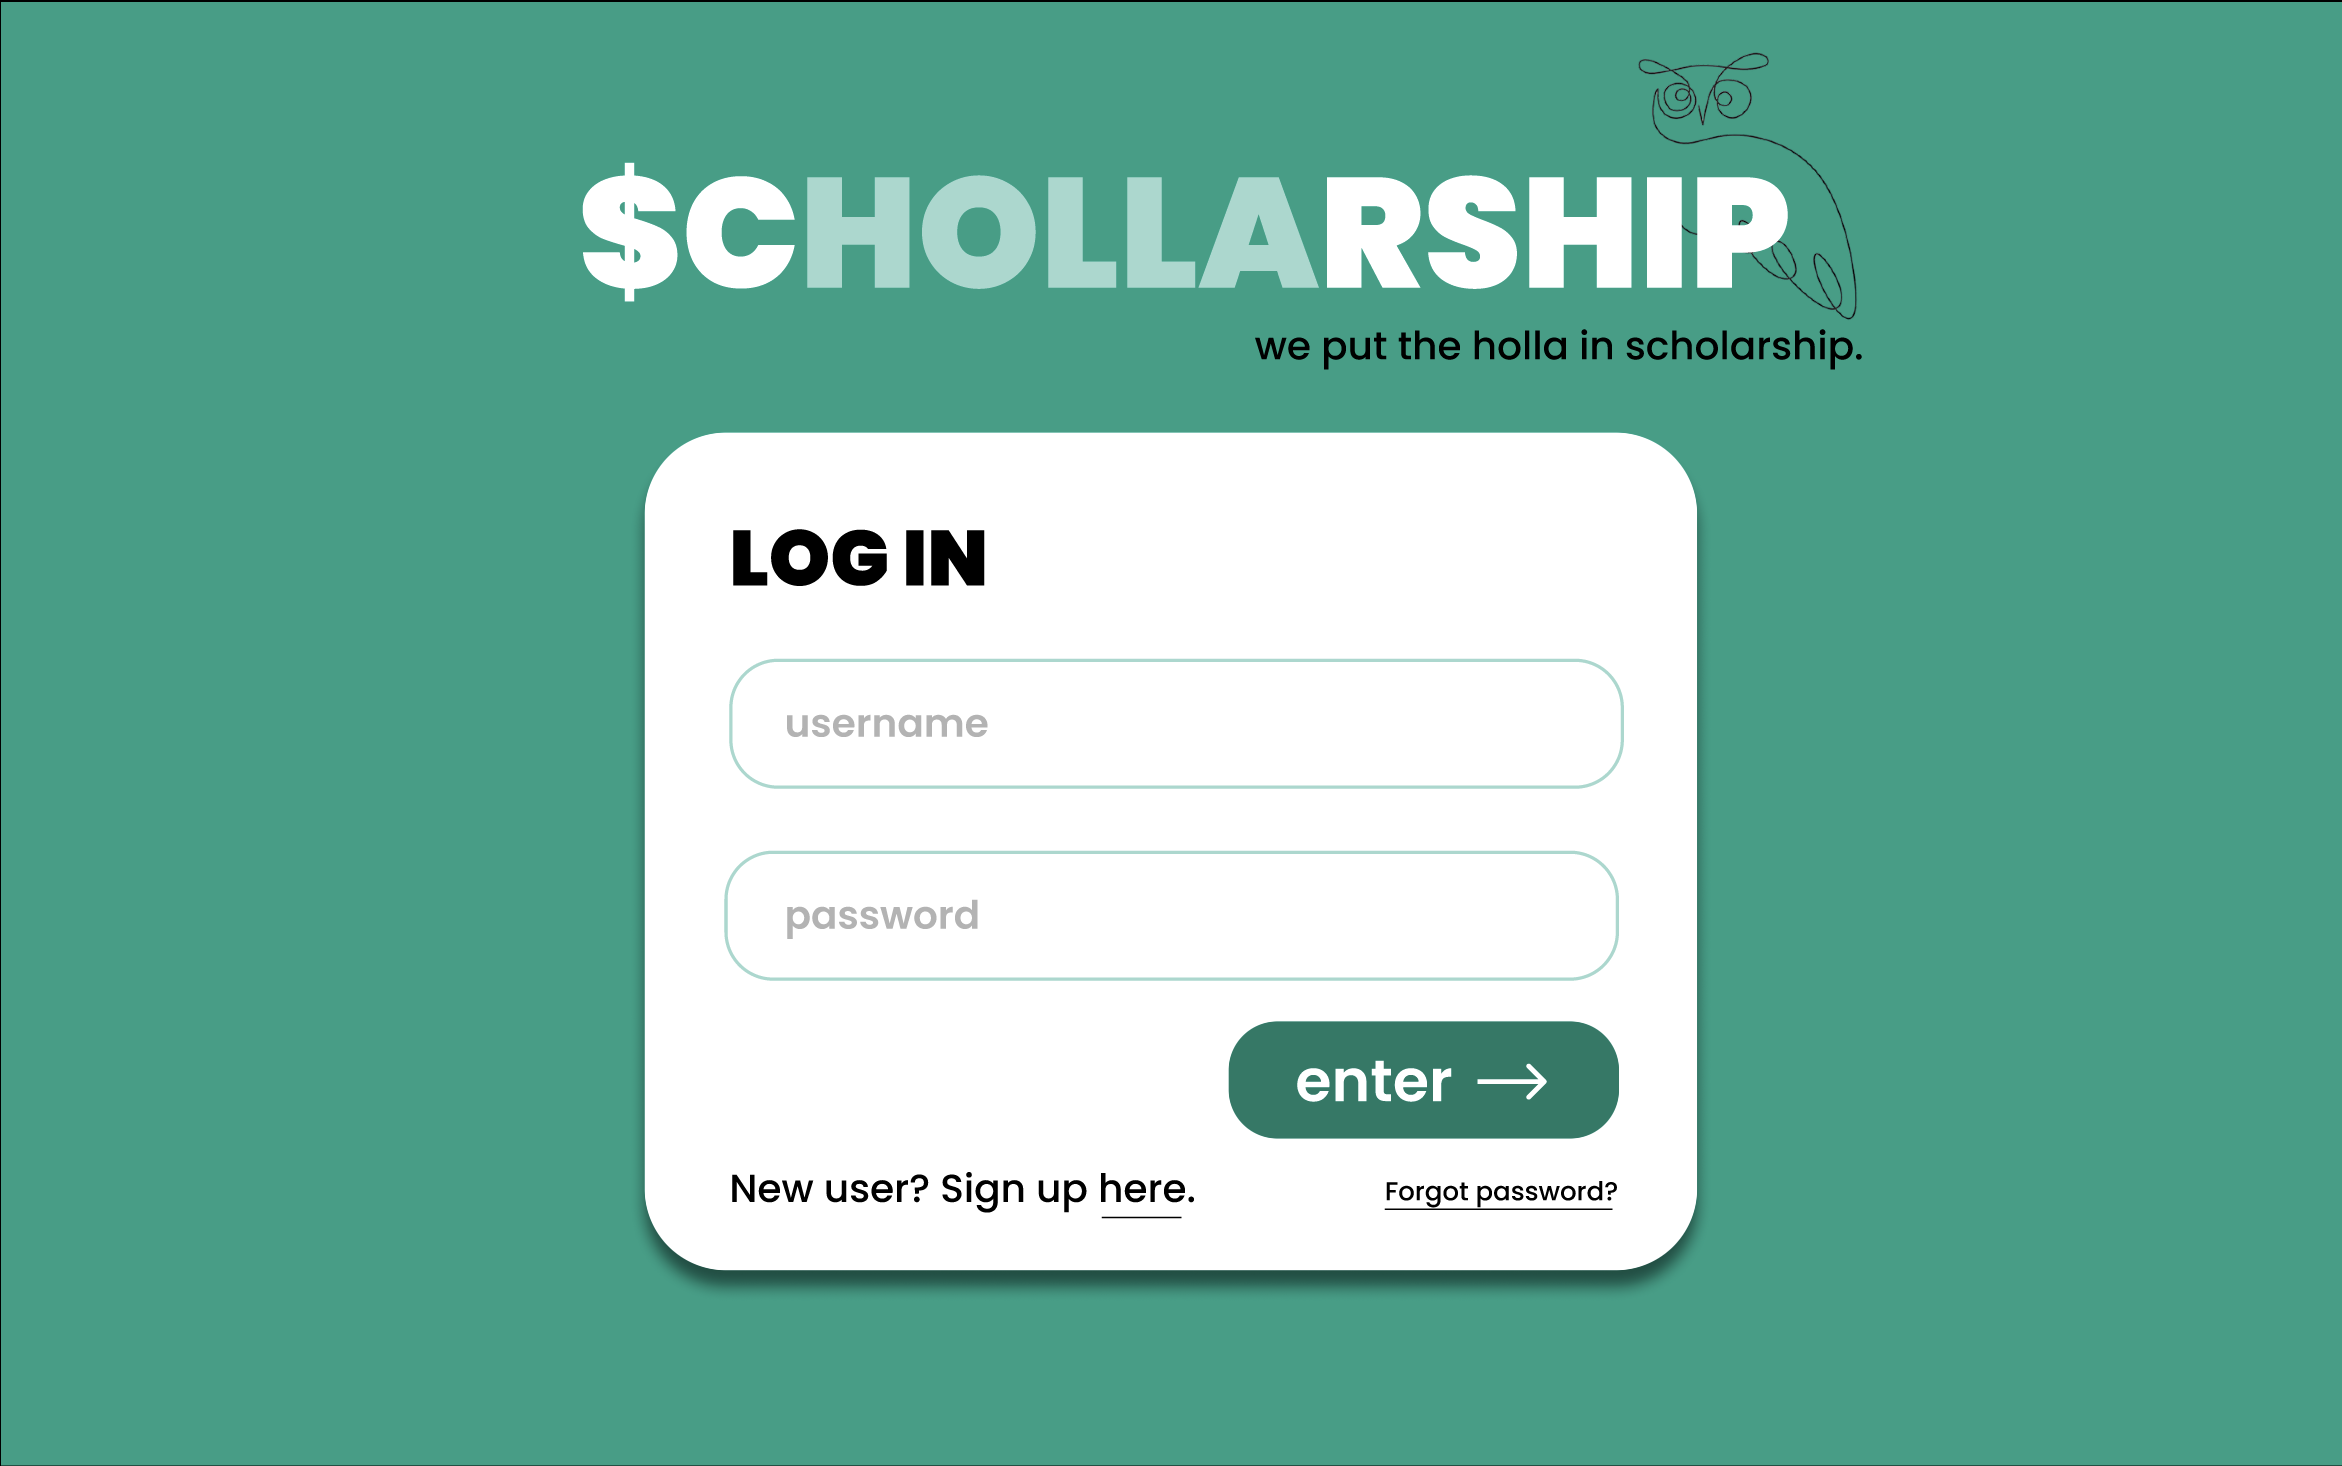 $CHOLLARSHIP
we put the holla in scholarship.
LOG IN
username
password
enter
New user? Sign up here.
Forgot password?